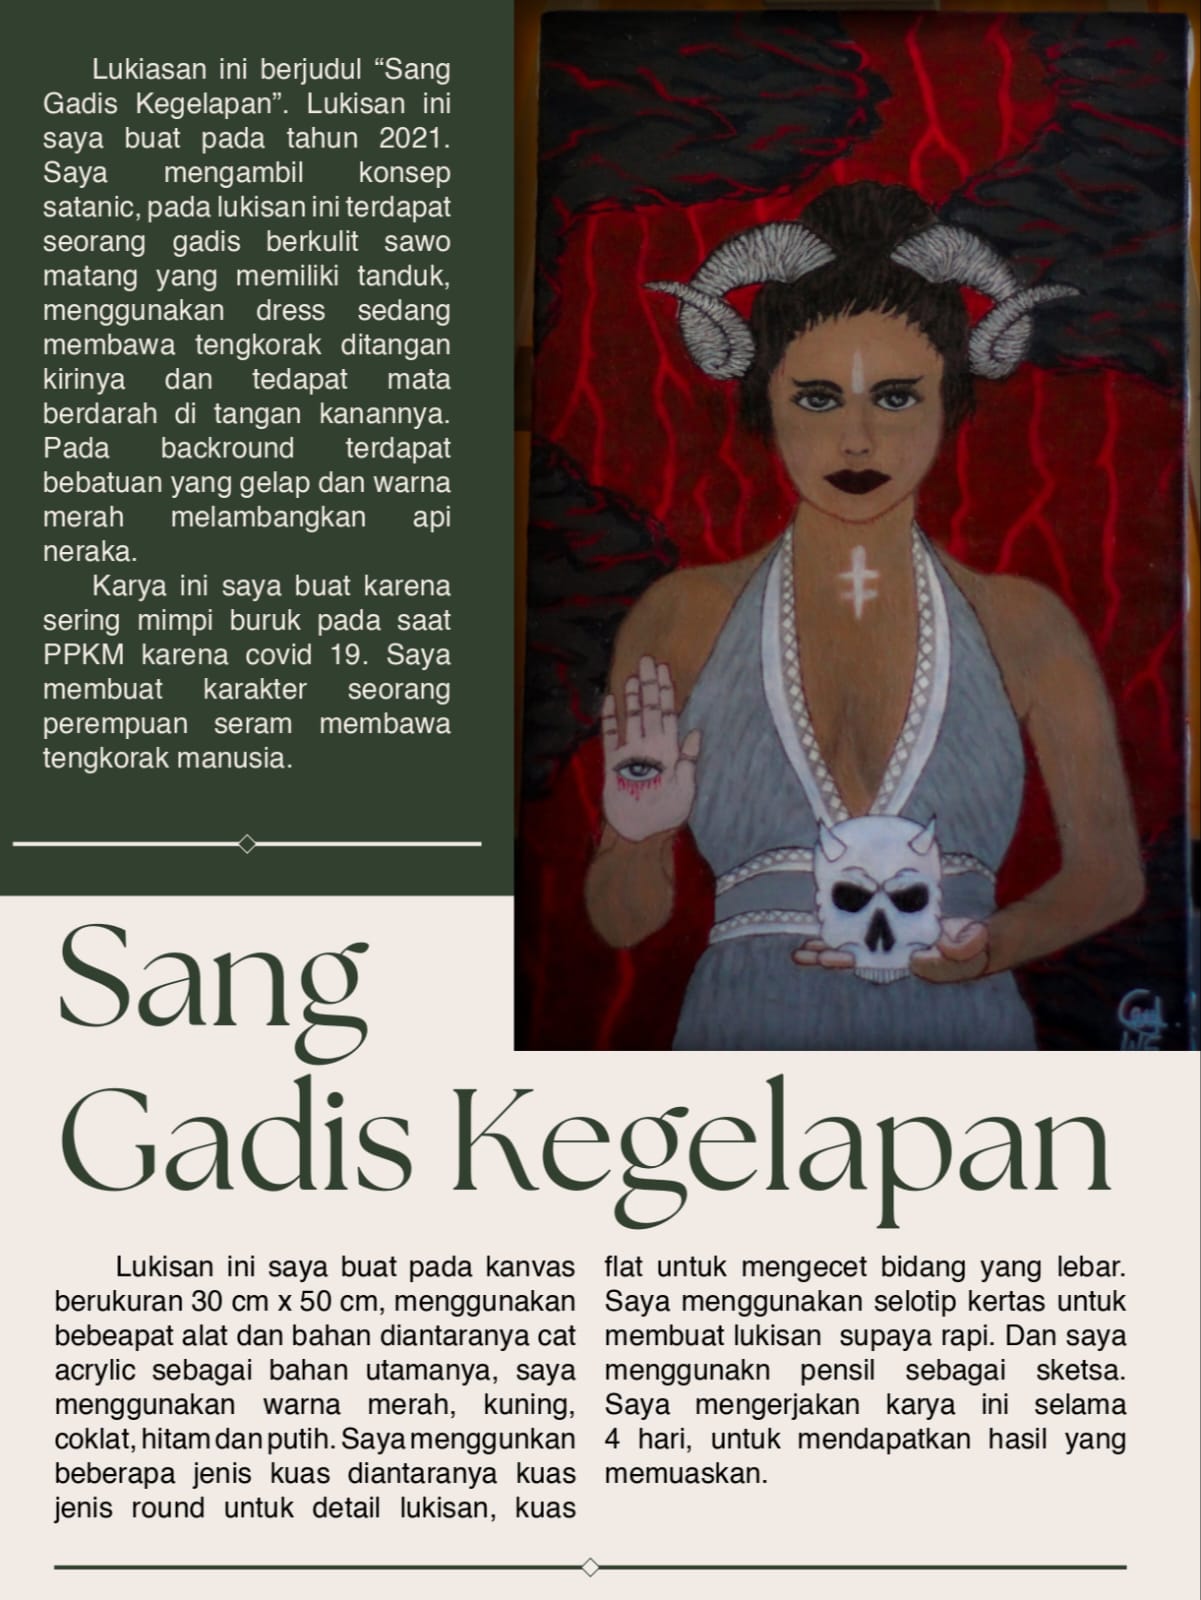 Lukiasan ini berjudul “Sang
Gadis Kegelapan”. Lukisan ini
saya buat pada tahun 2021.
Saya mengambil konsep
satanic, pada lukisan ini terdapat
seorang gadis berkulit sawo
matang yang memiliki tanduk,
menggunakan dress sedang
membawa tengkorak ditangan
kirinya dan tedapat mata
berdarah di tangan kanannya.
Pada backround terdapat
bebatuan yang gelap dan warna
merah melambangkan api
neraka.
Karya ini saya buat karena
sering mimpi buruk pada saat
PPKM karena covid 19. Saya
membuat karakter seorang
perempuan seram membawa
tengkorak manusia.
Sang
Gadis Kegelapan
Lukisan ini saya buat pada kanvas
berukuran 30 cm x 50 cm, menggunakan
bebeapat alat dan bahan diantaranya cat
acrylic sebagai bahan utamanya, saya
menggunakan warna merah, kuning,
coklat, hitam dan putih. Saya menggunkan
beberapa jenis kuas diantaranya kuas
jenis round untuk detail lukisan, kuas
flat untuk mengecet bidang yang lebar.
Saya menggunakan selotip kertas untuk
membuat lukisan supaya rapi. Dan saya
menggunakn pensil sebagai sketsa.
Saya mengerjakan karya ini selama
4 hari, untuk mendapatkan hasil yang
memuaskan.